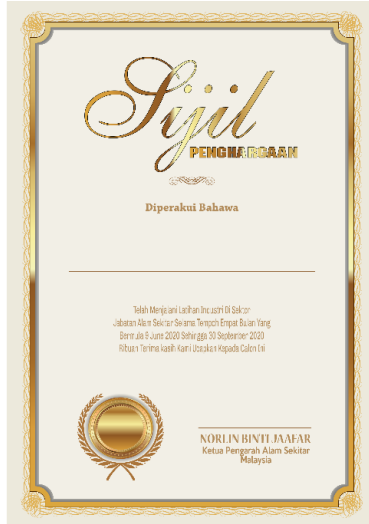 Sijil
PENGHARGAAN
Diperakui Bahawa
Telah Menjalani Latihan Industri Di Sektor
Jabatan Alam Sekitar Selama Tempoh Empat Bulan Yang
Bermula 8 June 2020 Sehingga 30 September 2020
Ribuan Terima kasih Kami Ucapkan Kepada Calon Ini
NORLIN BINTI JAAFAR
Ketua Pengarah Alam Sekitar
Malaysia